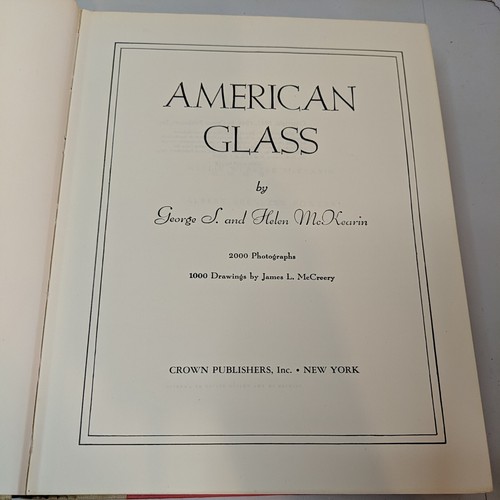 AMERICAN
GLASS
by
George S. and Helen McKearin
2000 Photographs
1000 Drawings by James L. McCreery
CROWN PUBLISHERS, Inc. • NEW YORK